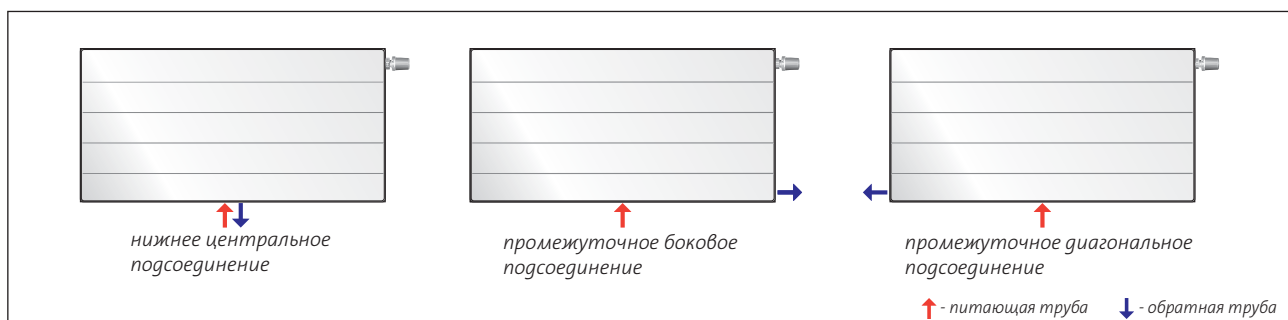 нижнее центральное
подсоединение
промежуточное боковое
подсоединение
промежуточное диагональное
подсоединение
- питающая труба
- обратная труба